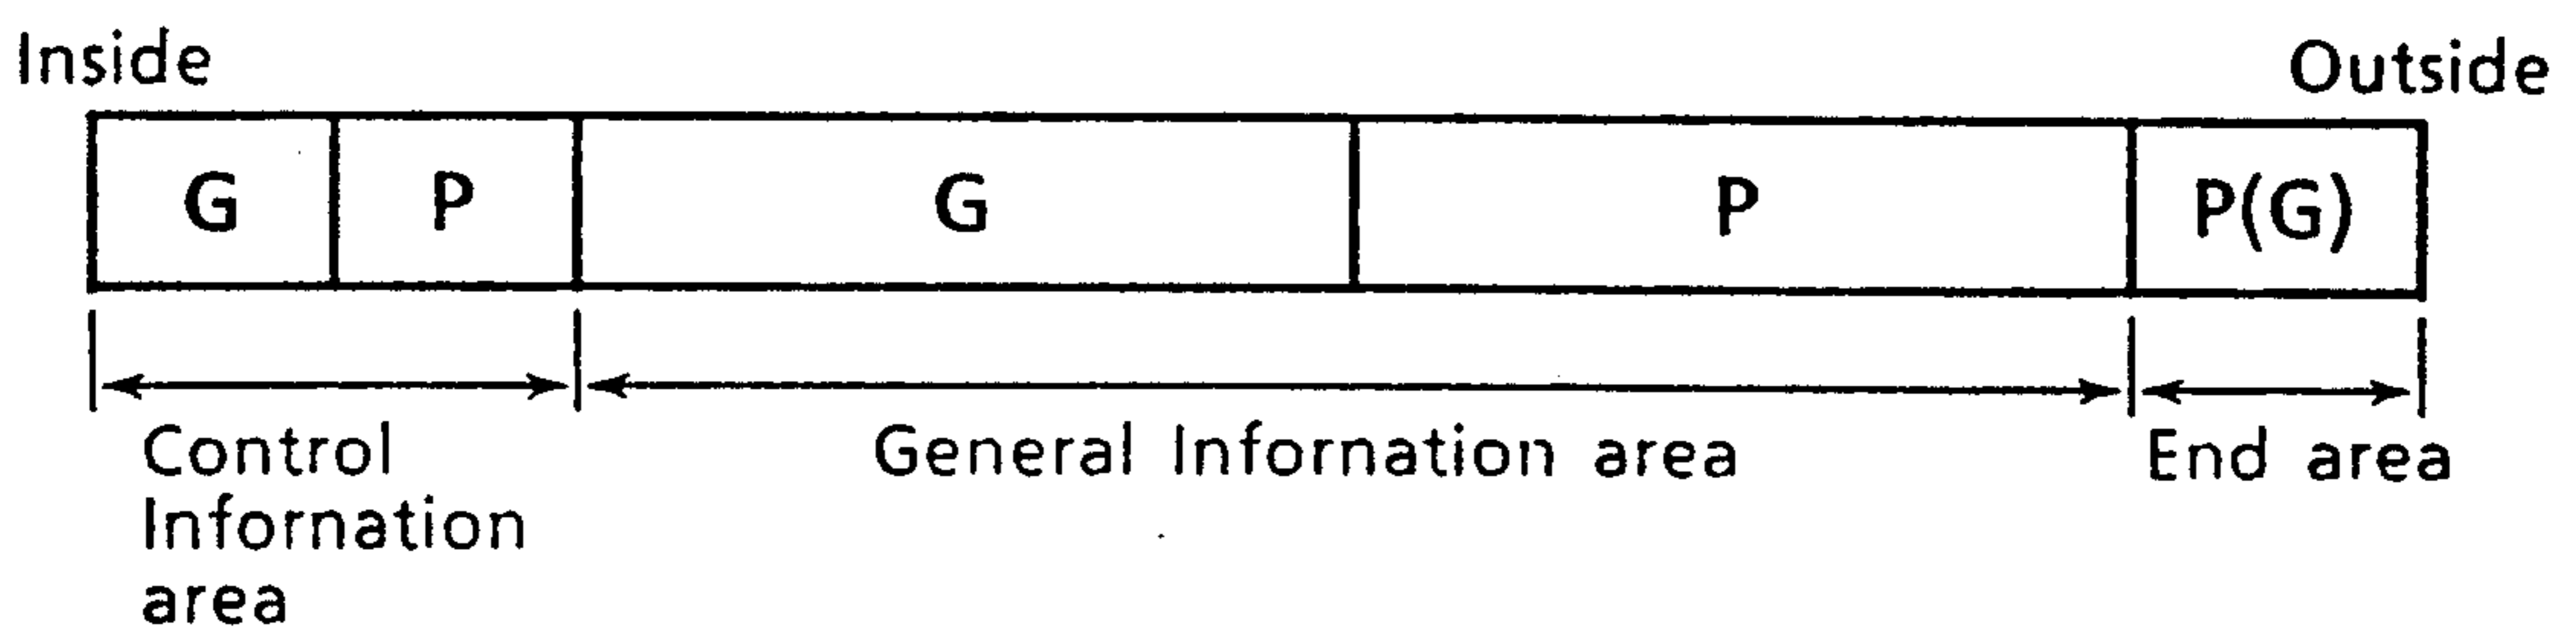 Inside
Outside
G
P
G
P
P(G)
Control
Infornation
area
General Infornation area
End area